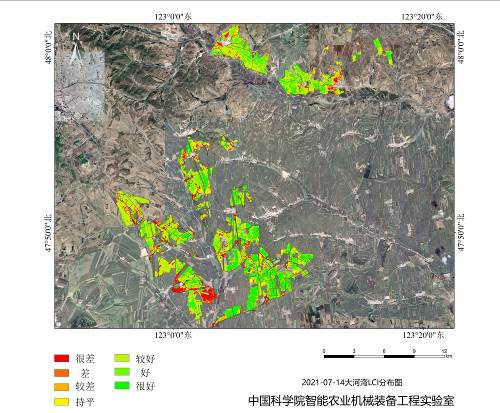 123°0'0"东 123°20'0"东
48°0'0"北 48°0'0"北
N
47°50'0"北 47°50'0"北
123°0'0"东 123°20'0"东
很差 较好
差 好
较差 很好
持平
0 3 6 9 12
km
2021-07-14大河湾LCI分布图
中国科学院智能农业机械装备工程实验室